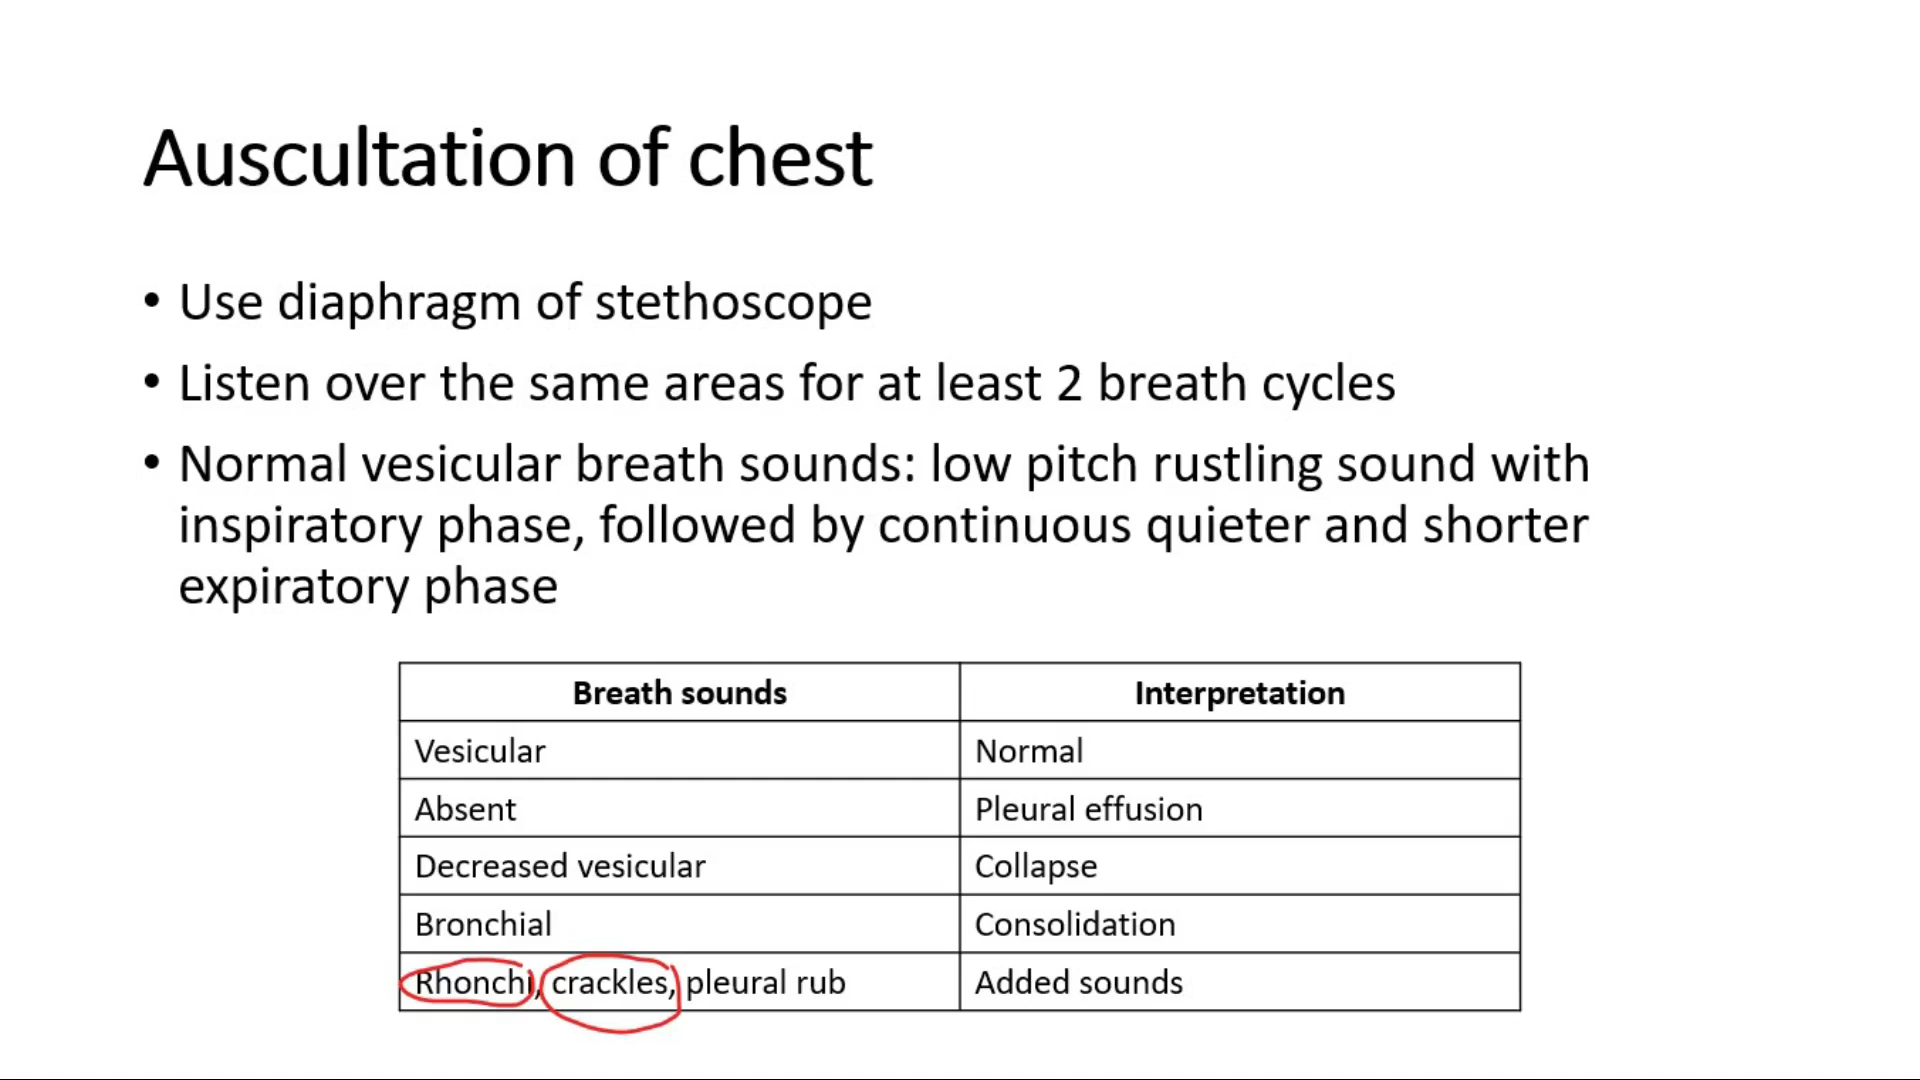 Auscultation of chest
• Use diaphragm of stethoscope
• Listen over the same areas for at least 2 breath cycles
• Normal vesicular breath sounds: low pitch rustling sound with
inspiratory phase, followed by continuous quieter and shorter
expiratory phase
Breath sounds Interpretation
Vesicular Normal
Absent Pleural effusion
Decreased vesicular Collapse
Bronchial Consolidation
Rhonchi, crackles, pleural rub Added sounds